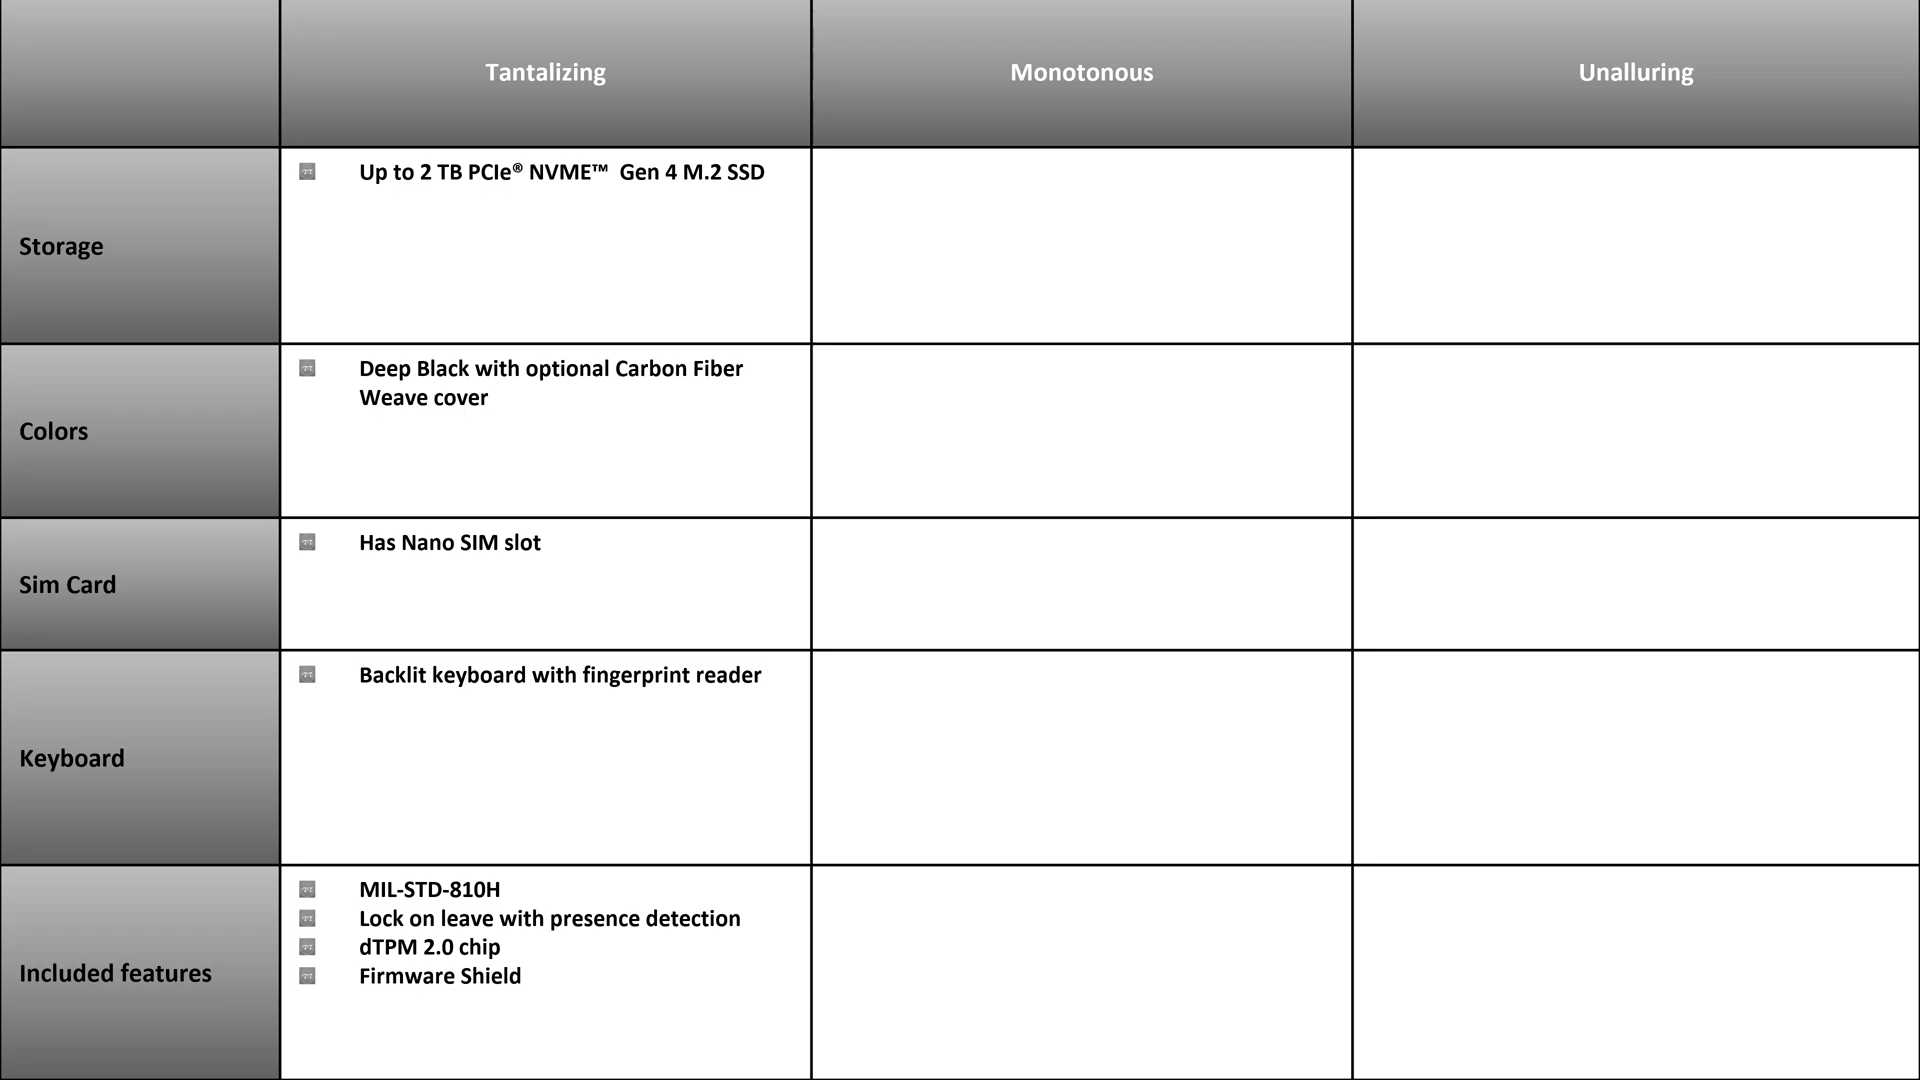 Tantalizing
Monotonous
Unalluring
Storage
Up to 2 TB PCIe® NVME™  Gen 4 M.2 SSD
Colors
Deep Black with optional Carbon Fiber
Weave cover
Sim Card
Has Nano SIM slot
Keyboard
Backlit keyboard with fingerprint reader
Included features
MIL-STD-810H
Lock on leave with presence detection
dTPM 2.0 chip
Firmware Shield